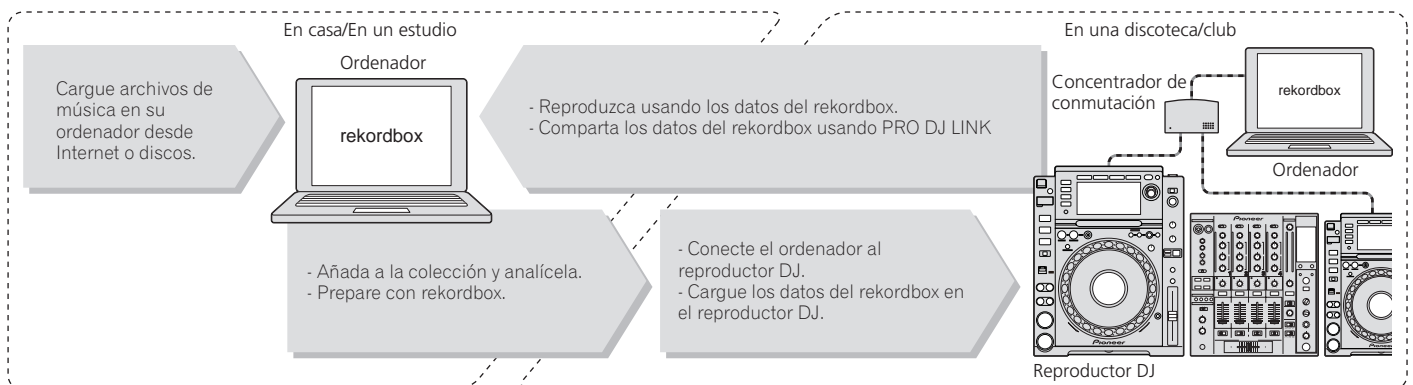 En casa/En un estudio
Ordenador
Cargue archivos de
música en su
ordenador desde
Internet o discos.
rekordbox
- Reproduzca usando los datos del rekordbox.
- Comparta los datos del rekordbox usando PRO DJ LINK
- Añada a la colección y analícela.
- Prepare con rekordbox.
- Conecte el ordenador al
reproductor DJ.
- Cargue los datos del rekordbox en
el reproductor DJ.
En una discoteca/club
Concentrador de
conmutación
rekordbox
Ordenador
Pioneer
Pioneer
Pioneer
Reproductor DJ